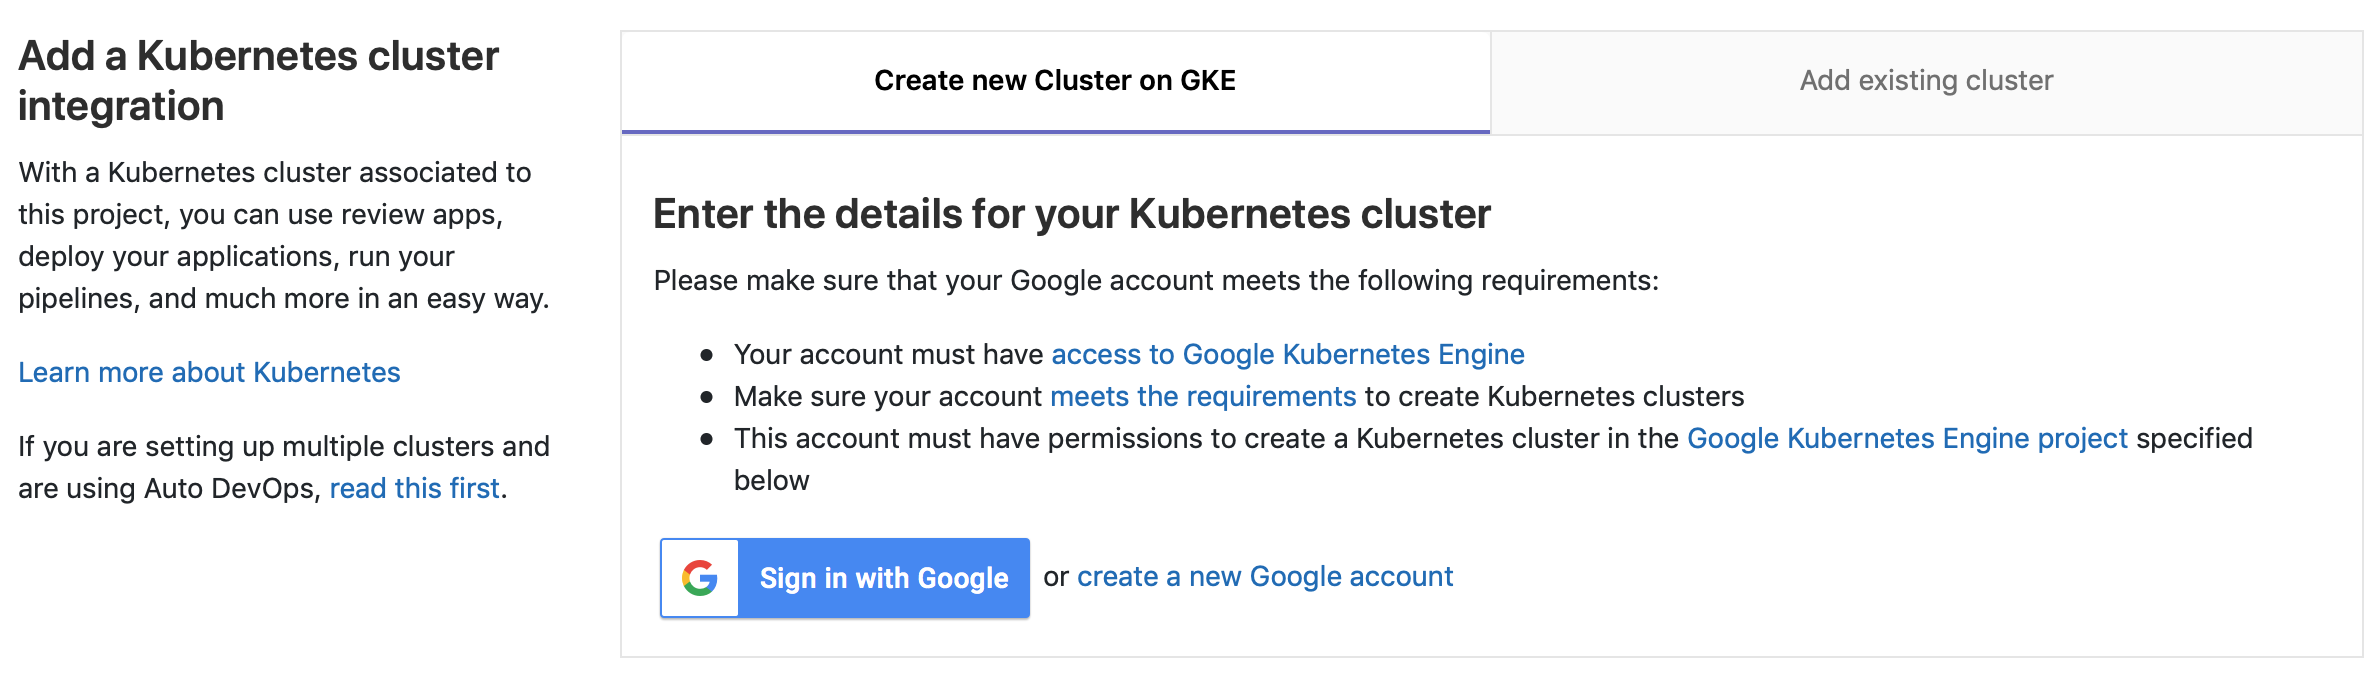 Add a Kubernetes cluster
integration
With a Kubernetes cluster associated to
this project, you can use review apps,
deploy your applications, run your
pipelines, and much more in an easy way.
Learn more about Kubernetes
If you are setting up multiple clusters and
are using Auto DevOps, read this first.
Create new Cluster on GKE
Add existing cluster
Enter the details for your Kubernetes cluster
Please make sure that your Google account meets the following requirements:
• Your account must have access to Google Kubernetes Engine
• Make sure your account meets the requirements to create Kubernetes clusters
• This account must have permissions to create a Kubernetes cluster in the Google Kubernetes Engine project specified
below
Sign in with Google or create a new Google account